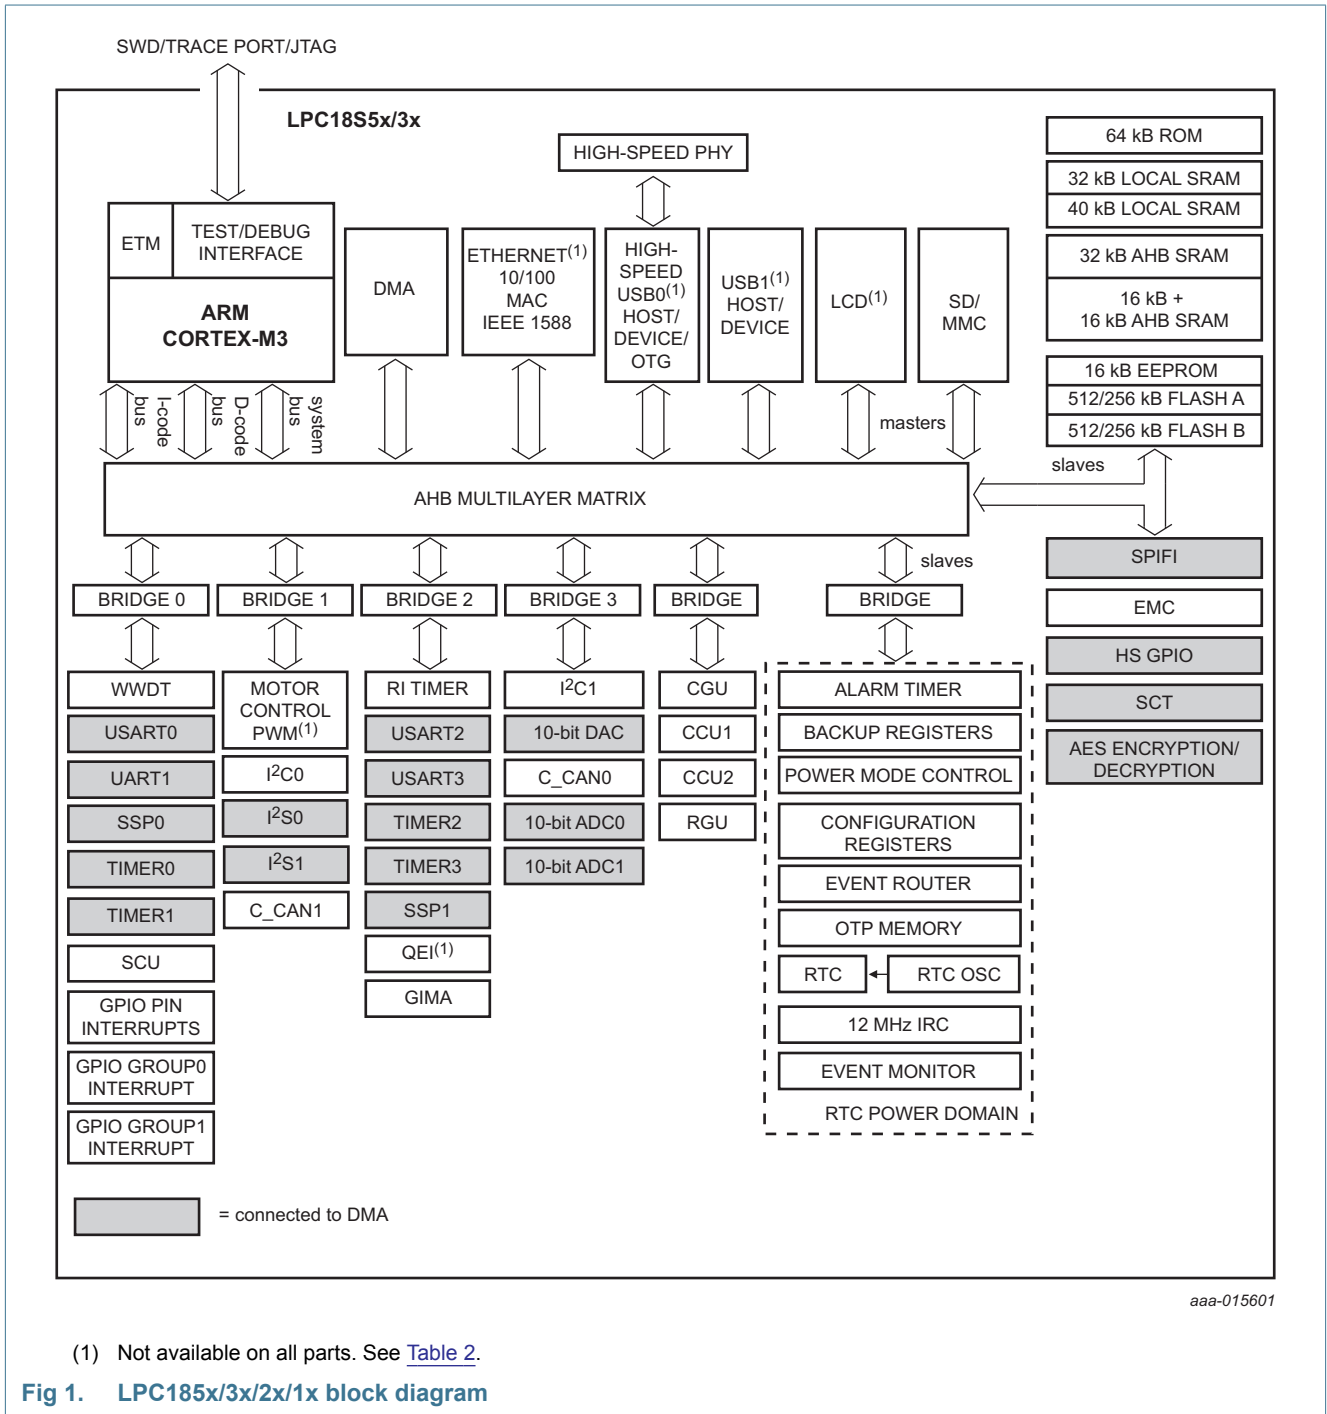 SWD/TRACE PORT/JTAG
LPC18S5x/3x
HIGH-SPEED PHY
ETM
TEST/DEBUG
INTERFACE
ARM
CORTEX-M3
DMA
ETHERNET(1)
10/100
MAC
IEEE 1588
HIGH-
SPEED
USB0(1)
HOST/
DEVICE/
OTG
USB1(1)
HOST/
DEVICE
LCD(1)
SD/
MMC
64 kB ROM
32 kB LOCAL SRAM
40 kB LOCAL SRAM
32 kB AHB SRAM
16 kB +
16 kB AHB SRAM
16 kB EEPROM
512/256 kB FLASH A
512/256 kB FLASH B
I-code
bus
D-code
bus
system
bus
masters
slaves
AHB MULTILAYER MATRIX
slaves
BRIDGE 0
BRIDGE 1
BRIDGE 2
BRIDGE 3
BRIDGE
BRIDGE
WWDT
USART0
UART1
SSP0
TIMER0
TIMER1
SCU
GPIO PIN
INTERRUPTS
GPIO GROUP0
INTERRUPT
GPIO GROUP1
INTERRUPT
MOTOR
CONTROL
PWM(1)
I2C0
I2S0
I2S1
C_CAN1
RI TIMER
USART2
USART3
TIMER2
TIMER3
SSP1
QEI(1)
GIMA
I2C1
10-bit DAC
C_CAN0
10-bit ADC0
10-bit ADC1
CGU
CCU1
CCU2
RGU
ALARM TIMER
BACKUP REGISTERS
POWER MODE CONTROL
CONFIGURATION
REGISTERS
EVENT ROUTER
OTP MEMORY
RTC
RTC OSC
12 MHz IRC
EVENT MONITOR
RTC POWER DOMAIN
SPIFI
EMC
HS GPIO
SCT
AES ENCRYPTION/
DECRYPTION
= connected to DMA
aaa-015601
(1) Not available on all parts. See Table 2.
Fig 1. LPC185x/3x/2x/1x block diagram